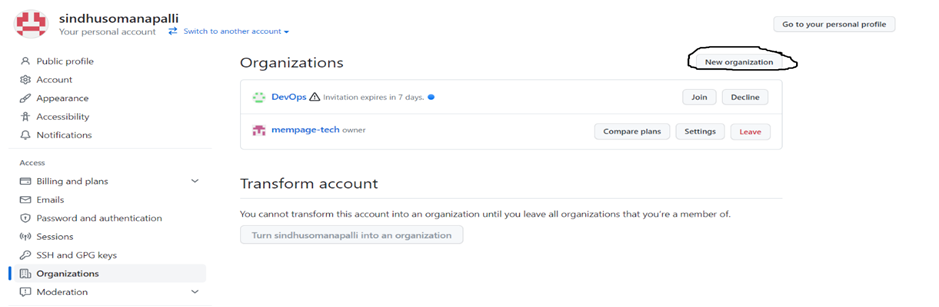 sindhusomanapalli
Your personal account Switch to another account
Go to your personal profile
Public profile
Account
Appearance
Accessibility
Notifications
Access
Billing and plans
Emails
Password and authentication
Sessions
SSH and GPG keys
Organizations
Moderation
Organizations
New organization
DevOps Invitation expires in 7 days. Join Decline
mempage-tech owner Compare plans Settings Leave
Transform account
You cannot transform this account into an organization until you leave all organizations that you're a member of.
Turn sindhusomanapalli into an organization